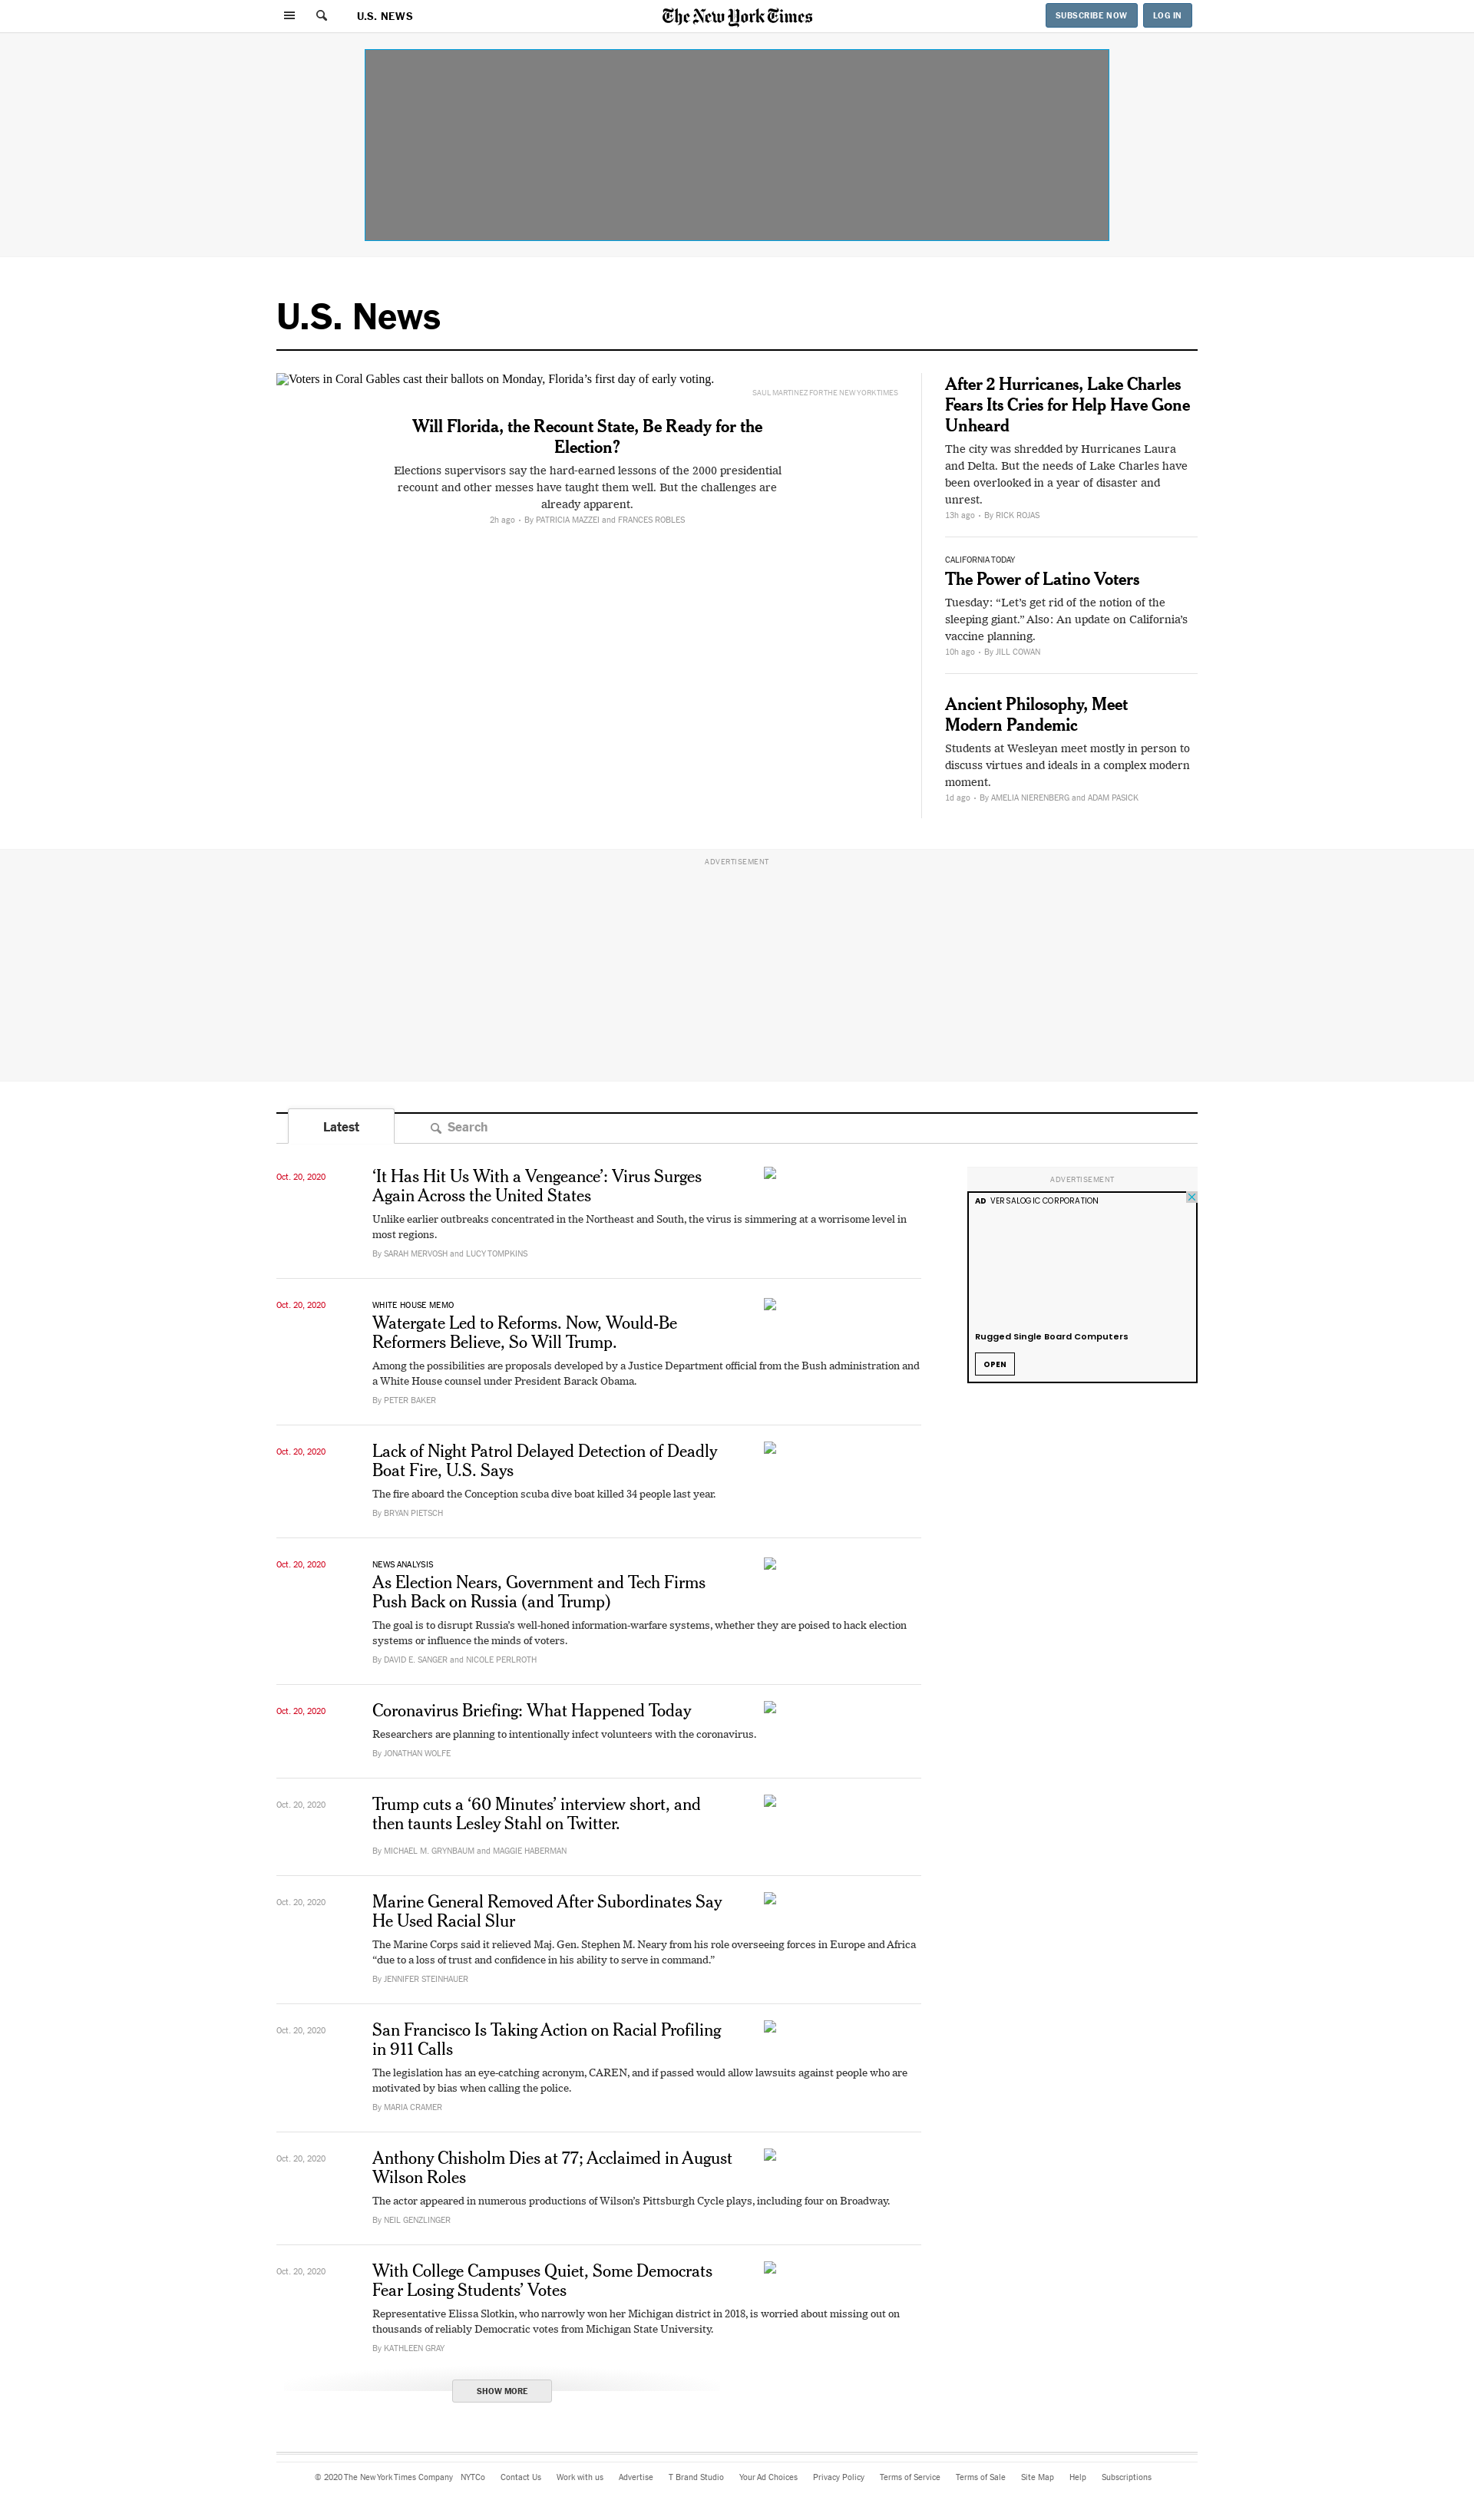 U.S. NEWS
The New York Times
SUBSCRIBE NOW
LOG IN
U.S. News
Voters in Coral Gables cast their ballots on Monday, Florida’s first day of early voting.
SAUL MARTINEZ FOR THE NEW YORK TIMES
Will Florida, the Recount State, Be Ready for the
Election?
Elections supervisors say the hard-earned lessons of the 2000 presidential
recount and other messes have taught them well. But the challenges are
already apparent.
2h ago • By PATRICIA MAZZEI and FRANCES ROBLES
After 2 Hurricanes, Lake Charles
Fears Its Cries for Help Have Gone
Unheard
The city was shredded by Hurricanes Laura
and Delta. But the needs of Lake Charles have
been overlooked in a year of disaster and
unrest.
13h ago • By RICK ROJAS
CALIFORNIA TODAY
The Power of Latino Voters
Tuesday: “Let’s get rid of the notion of the
sleeping giant.” Also: An update on California’s
vaccine planning.
10h ago • By JILL COWAN
Ancient Philosophy, Meet
Modern Pandemic
Students at Wesleyan meet mostly in person to
discuss virtues and ideals in a complex modern
moment.
1d ago • By AMELIA NIERENBERG and ADAM PASICK
ADVERTISEMENT
Latest
Search
Oct. 20, 2020
‘It Has Hit Us With a Vengeance’: Virus Surges
Again Across the United States
Unlike earlier outbreaks concentrated in the Northeast and South, the virus is simmering at a worrisome level in
most regions.
By SARAH MERVOSH and LUCY TOMPKINS
ADVERTISEMENT
AD VERSALOGIC CORPORATION
Rugged Single Board Computers
OPEN
Oct. 20, 2020
WHITE HOUSE MEMO
Watergate Led to Reforms. Now, Would-Be
Reformers Believe, So Will Trump.
Among the possibilities are proposals developed by a Justice Department official from the Bush administration and
a White House counsel under President Barack Obama.
By PETER BAKER
Oct. 20, 2020
Lack of Night Patrol Delayed Detection of Deadly
Boat Fire, U.S. Says
The fire aboard the Conception scuba dive boat killed 34 people last year.
By BRYAN PIETSCH
Oct. 20, 2020
NEWS ANALYSIS
As Election Nears, Government and Tech Firms
Push Back on Russia (and Trump)
The goal is to disrupt Russia’s well-honed information-warfare systems, whether they are poised to hack election
systems or influence the minds of voters.
By DAVID E. SANGER and NICOLE PERLROTH
Oct. 20, 2020
Coronavirus Briefing: What Happened Today
Researchers are planning to intentionally infect volunteers with the coronavirus.
By JONATHAN WOLFE
Oct. 20, 2020
Trump cuts a ‘60 Minutes’ interview short, and
then taunts Lesley Stahl on Twitter.
By MICHAEL M. GRYNBAUM and MAGGIE HABERMAN
Oct. 20, 2020
Marine General Removed After Subordinates Say
He Used Racial Slur
The Marine Corps said it relieved Maj. Gen. Stephen M. Neary from his role overseeing forces in Europe and Africa
“due to a loss of trust and confidence in his ability to serve in command.”
By JENNIFER STEINHAUER
Oct. 20, 2020
San Francisco Is Taking Action on Racial Profiling
in 911 Calls
The legislation has an eye-catching acronym, CAREN, and if passed would allow lawsuits against people who are
motivated by bias when calling the police.
By MARIA CRAMER
Oct. 20, 2020
Anthony Chisholm Dies at 77; Acclaimed in August
Wilson Roles
The actor appeared in numerous productions of Wilson’s Pittsburgh Cycle plays, including four on Broadway.
By NEIL GENZLINGER
Oct. 20, 2020
With College Campuses Quiet, Some Democrats
Fear Losing Students’ Votes
Representative Elissa Slotkin, who narrowly won her Michigan district in 2018, is worried about missing out on
thousands of reliably Democratic votes from Michigan State University.
By KATHLEEN GRAY
SHOW MORE
© 2020 The New York Times Company NYTCo Contact Us Work with us Advertise T Brand Studio Your Ad Choices Privacy Policy Terms of Service Terms of Sale Site Map Help Subscriptions